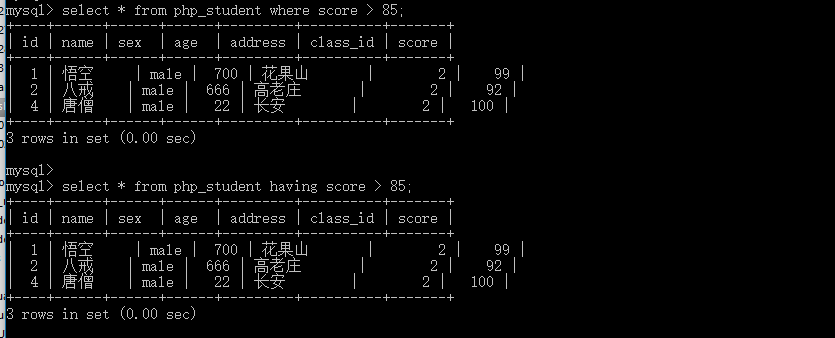 mysql> select * from php_student where score > 85;
+----+------+------+------+---------+----------+-------+
| id | name | sex | age | address | class_id | score |
+----+------+------+------+---------+----------+-------+
| 1 | 悟空 | male | 700 | 花果山 | 2 | 99 |
| 2 | 八戒 | male | 666 | 高老庄 | 2 | 92 |
| 4 | 唐僧 | male | 22 | 长安 | 2 | 100 |
+----+------+------+------+---------+----------+-------+
3 rows in set (0.00 sec)
mysql>
mysql> select * from php_student having score > 85;
+----+------+------+------+---------+----------+-------+
| id | name | sex | age | address | class_id | score |
+----+------+------+------+---------+----------+-------+
| 1 | 悟空 | male | 700 | 花果山 | 2 | 99 |
| 2 | 八戒 | male | 666 | 高老庄 | 2 | 92 |
| 4 | 唐僧 | male | 22 | 长安 | 2 | 100 |
+----+------+------+------+---------+----------+-------+
3 rows in set (0.00 sec)